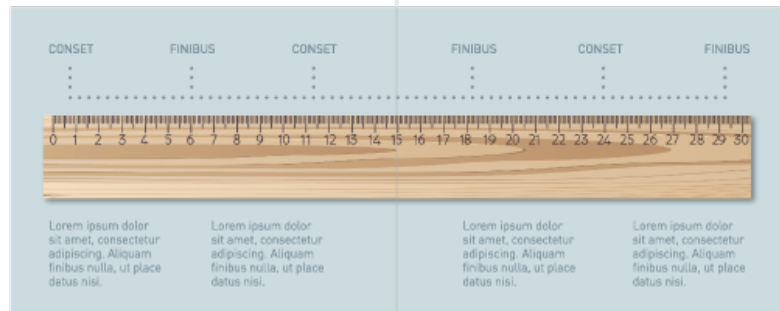 CONSET FINIBUS CONSET FINIBUS CONSET FINIBUS
0 1 2 3 4 5 6 7 8 9 10 11 12 13 14 15 16 17 18 19 20 21 22 23 24 25 26 27 28 29 30
Lorem ipsum dolor
sit amet, consectetur
adipiscing. Aliquam
finibus nulla, ut place
datus nisi.
Lorem ipsum dolor
sit amet, consectetur
adipiscing. Aliquam
finibus nulla, ut place
datus nisi.
Lorem ipsum dolor
sit amet, consectetur
adipiscing. Aliquam
finibus nulla, ut place
datus nisi.
Lorem ipsum dolor
sit amet, consectetur
adipiscing. Aliquam
finibus nulla, ut place
datus nisi.